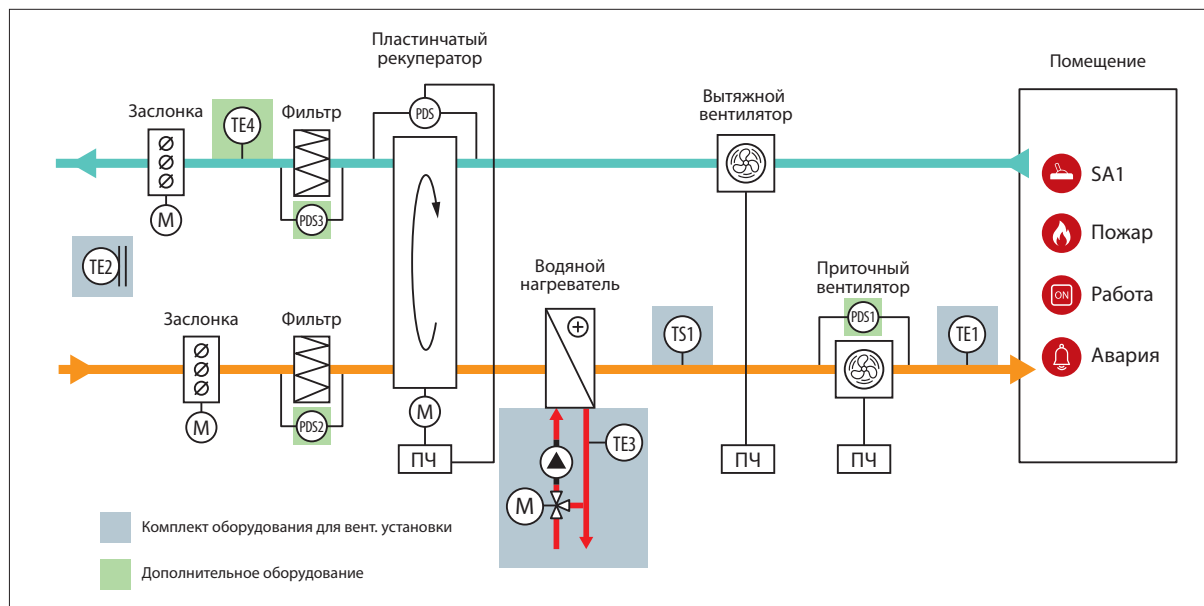 Пластинчатый
рекуператор
Помещение
Вытяжной
вентилятор
Заслонка
TE4
Фильтр
PDS
M
PDS3
SA1
Пожар
TE2
Водяной
нагреватель
Приточный
вентилятор
ON
Работа
Заслонка
Фильтр
TS1
PDS1
TE1
Авария
M
PDS2
M
ПЧ
TE3
ПЧ
ПЧ
M
Комплект оборудования для вент. установки
Дополнительное оборудование